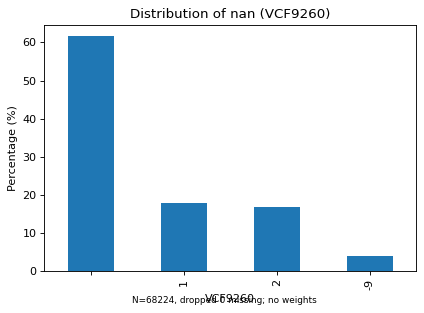 Distribution of nan (VCF9260)
Percentage (%)
60
50
40
30
20
10
0
1
2
-9
VCF9260
N=68224, dropped 0 missing; no weights